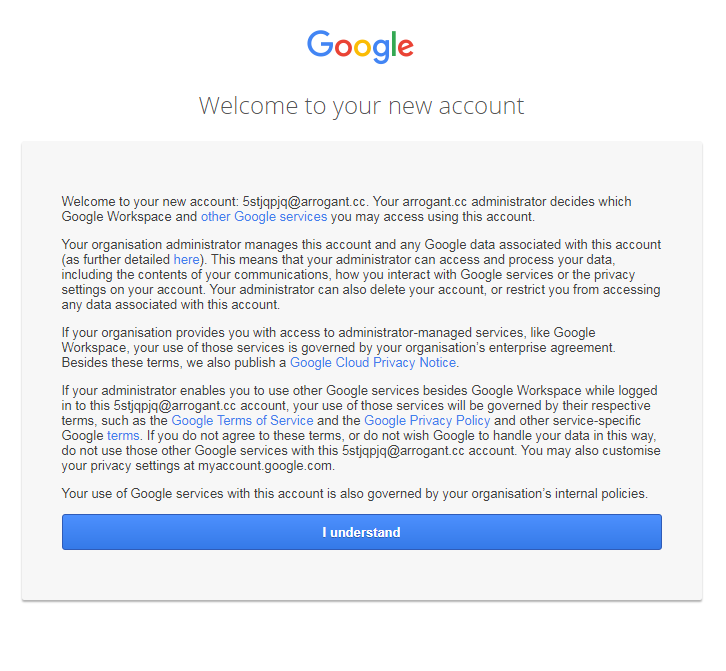 Google
Welcome to your new account
Welcome to your new account: 5stjqpjq@arrogant.cc. Your arrogant.cc administrator decides which
Google Workspace and other Google services you may access using this account.
Your organisation administrator manages this account and any Google data associated with this account
(as further detailed here). This means that your administrator can access and process your data,
including the contents of your communications, how you interact with Google services or the privacy
settings on your account. Your administrator can also delete your account, or restrict you from accessing
any data associated with this account.
If your organisation provides you with access to administrator-managed services, like Google
Workspace, your use of those services is governed by your organisation’s enterprise agreement.
Besides these terms, we also publish a Google Cloud Privacy Notice.
If your administrator enables you to use other Google services besides Google Workspace while logged
in to this 5stjqpjq@arrogant.cc account, your use of those services will be governed by their respective
terms, such as the Google Terms of Service and the Google Privacy Policy and other service-specific
Google terms. If you do not agree to these terms, or do not wish Google to handle your data in this way,
do not use those other Google services with this 5stjqpjq@arrogant.cc account. You may also customise
your privacy settings at myaccount.google.com.
Your use of Google services with this account is also governed by your organisation’s internal policies.
I understand